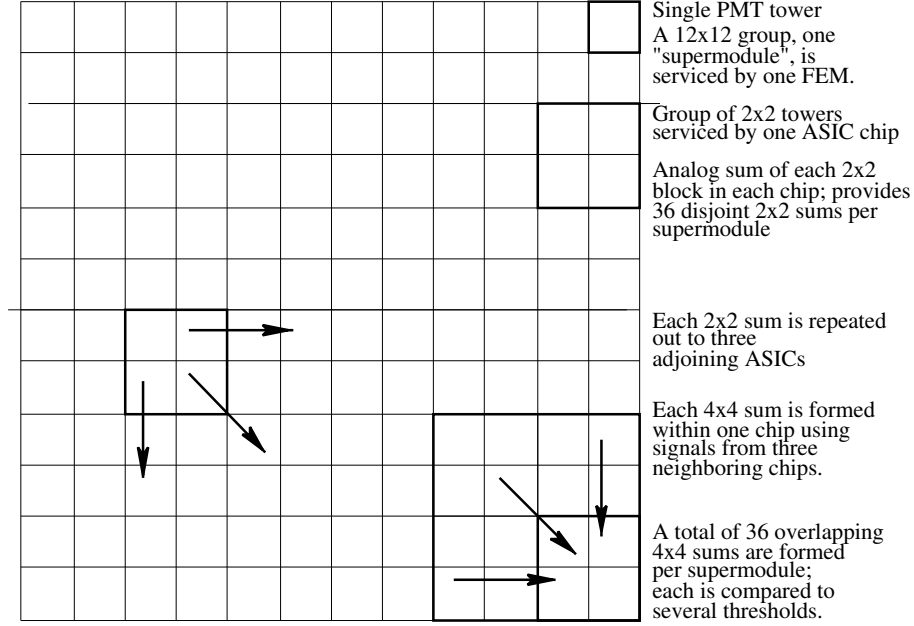 Single PMT tower
A 12x12 group, one
"supermodule", is
serviced by one FEM.
Group of 2x2 towers
serviced by one ASIC chip
Analog sum of each 2x2
block in each chip; provides
36 disjoint 2x2 sums per
supermodule
Each 2x2 sum is repeated
out to three
adjoining ASICs
Each 4x4 sum is formed
within one chip using
signals from three
neighboring chips.
A total of 36 overlapping
4x4 sums are formed
per supermodule;
each is compared to
several thresholds.